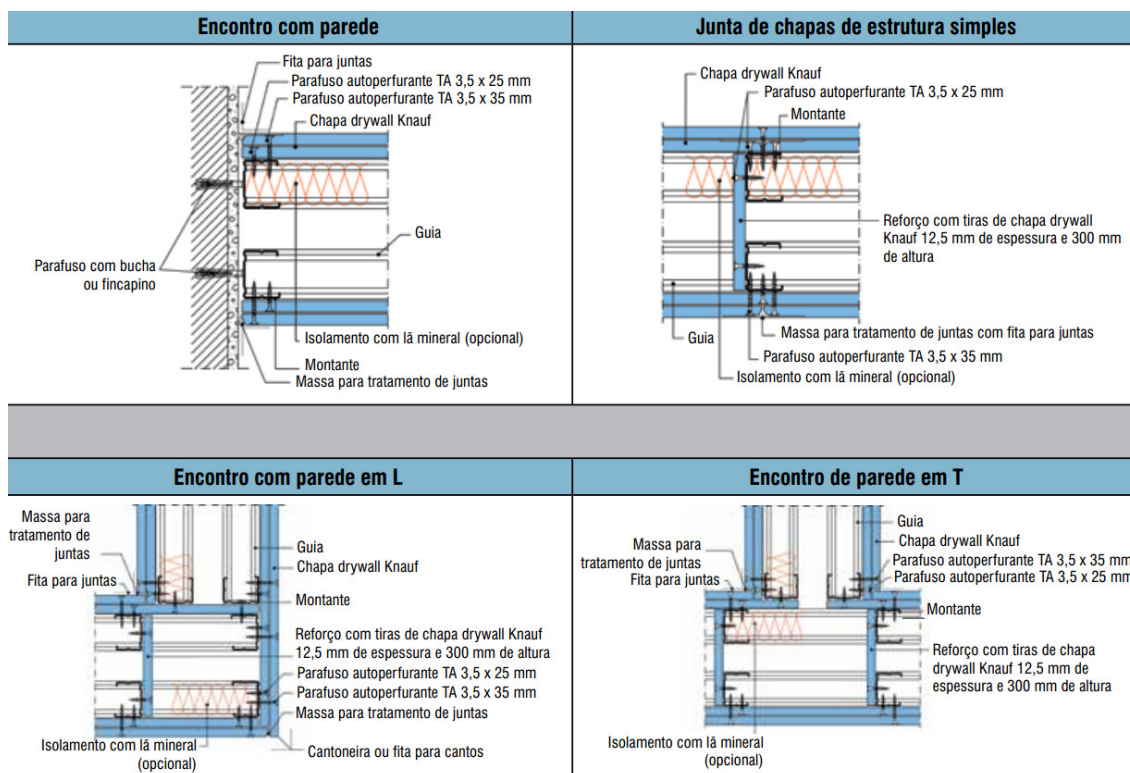 Encontro com parede
Fita para juntas
Parafuso autoperfurante TA 3,5 x 25 mm
Parafuso autoperfurante TA 3,5 x 35 mm
Chapa drywall Knauf
Guia
Parafuso com bucha
ou fincapino
Isolamento com lã mineral (opcional)
Montante
Massa para tratamento de juntas
Junta de chapas de estrutura simples
Chapa drywall Knauf
Parafuso autoperfurante TA 3,5 x 25 mm
Montante
Reforço com tiras de chapa drywall
Knauf 12,5 mm de espessura e 300 mm
de altura
Massa para tratamento de juntas com fita para juntas
Guia
Parafuso autoperfurante TA 3,5 x 35 mm
Isolamento com lã mineral (opcional)
Encontro com parede em L
Massa para
tratamento de
juntas
Guia
Chapa drywall Knauf
Fita para juntas
Montante
Reforço com tiras de chapa drywall Knauf
12,5 mm de espessura e 300 mm de altura
Parafuso autoperfurante TA 3,5 x 25 mm
Parafuso autoperfurante TA 3,5 x 35 mm
Massa para tratamento de juntas
Isolamento com lã mineral
(opcional)
Cantoneira ou fita para cantos
Encontro de parede em T
Guia
Chapa drywall Knauf
Massa para
tratamento de juntas
Parafuso autoperfurante TA 3,5 x 35 mm
Fita para juntas
Parafuso autoperfurante TA 3,5 x 25 mm
Montante
Reforço com tiras de chapa
drywall Knauf 12,5 mm de
espessura e 300 mm de altura
Isolamento com lã mineral
(opcional)